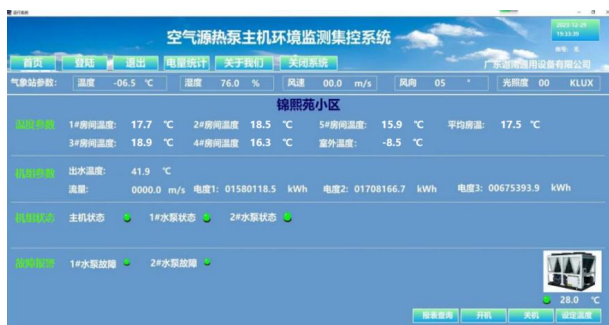 空气源热泵主机环境监测集控系统
2023-12-29
19:33:39
首页 登陆 退出 电量统计 关于我们 关闭系统
通用设备有限公司
气象站参数: 温度 -06.5 ℃ 湿度 76.0 % 风速 00.0 m/s 风向 05 ° 光照度 00 KLUX
锦熙苑小区
温度参数 1#房间温度: 17.7 ℃ 2#房间温度 18.5 ℃ 5#房间温度: 15.9 ℃ 平均房温: 17.5 ℃
3#房间温度: 18.9 ℃ 4#房间温度 16.3 ℃ 室外温度: -8.5 ℃
机组参数 出水温度: 41.9 ℃
流量: 0000.0 m/s 电度1: 01580118.5 kWh 电度2: 01708166.7 kWh 电度3: 00675393.9 kWh
机组状态 主机状态 1#水泵状态 2#水泵状态
故障报警 1#水泵故障 2#水泵故障
28.0 ℃
报表查询 开机 关机 设定温度